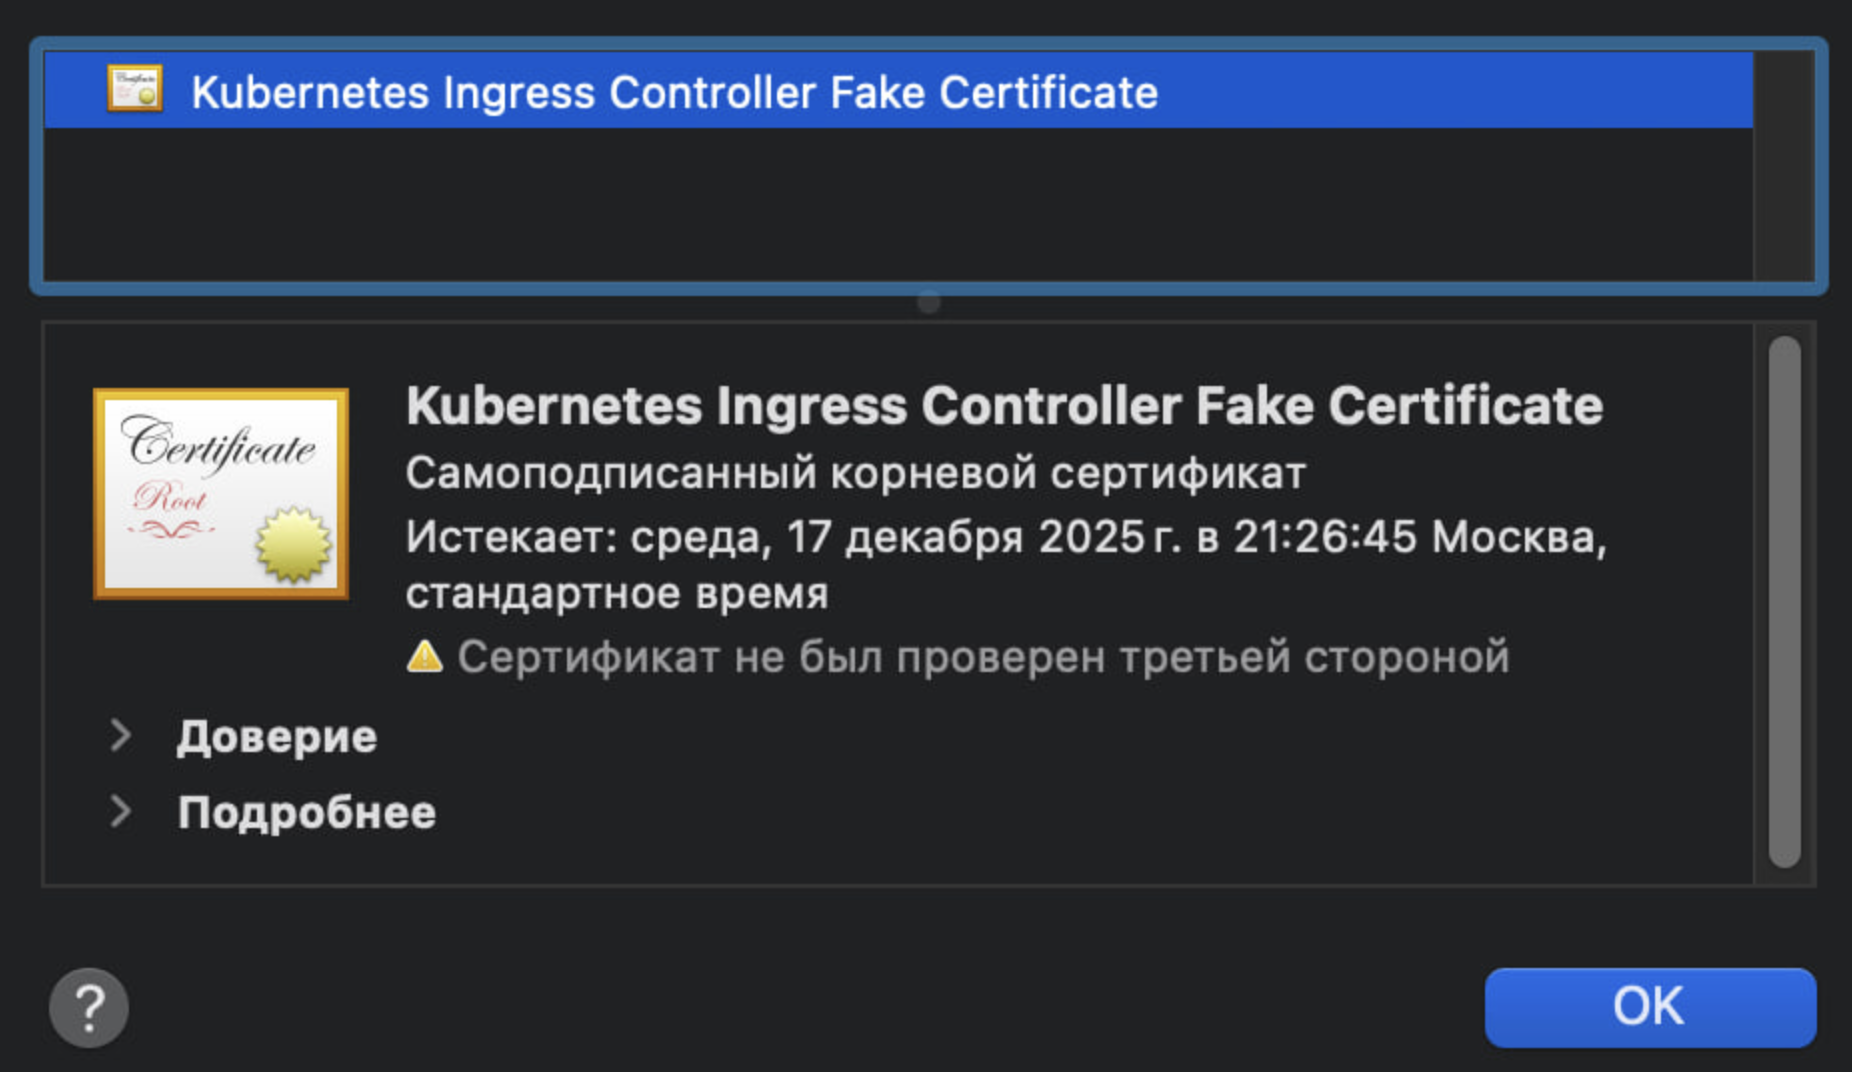 Kubernetes Ingress Controller Fake Certificate
Certificate
Root
Kubernetes Ingress Controller Fake Certificate
Самоподписанный корневой сертификат
Истекает: среда, 17 декабря 2025 г. в 21:26:45 Москва,
стандартное время
Сертификат не был проверен третьей стороной
Доверие
Подробнее
?
OK